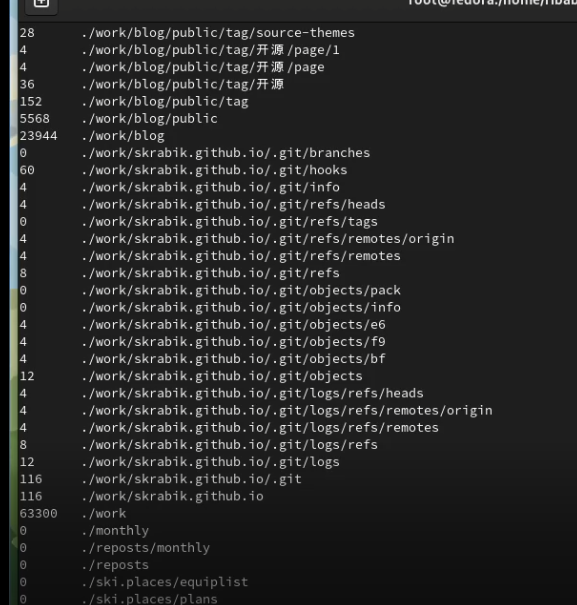 28 ./work/blog/public/tag/source-themes
4 ./work/blog/public/tag/开源/page/1
4 ./work/blog/public/tag/开源/page
36 ./work/blog/public/tag/开源
152 ./work/blog/public/tag
5568 ./work/blog/public
23944 ./work/blog
0 ./work/skrabik.github.io/.git/branches
60 ./work/skrabik.github.io/.git/hooks
4 ./work/skrabik.github.io/.git/info
4 ./work/skrabik.github.io/.git/refs/heads
0 ./work/skrabik.github.io/.git/refs/tags
4 ./work/skrabik.github.io/.git/refs/remotes/origin
4 ./work/skrabik.github.io/.git/refs/remotes
8 ./work/skrabik.github.io/.git/refs
0 ./work/skrabik.github.io/.git/objects/pack
0 ./work/skrabik.github.io/.git/objects/info
4 ./work/skrabik.github.io/.git/objects/e6
4 ./work/skrabik.github.io/.git/objects/f9
4 ./work/skrabik.github.io/.git/objects/bf
12 ./work/skrabik.github.io/.git/objects
4 ./work/skrabik.github.io/.git/logs/refs/heads
4 ./work/skrabik.github.io/.git/logs/refs/remotes/origin
4 ./work/skrabik.github.io/.git/logs/refs/remotes
8 ./work/skrabik.github.io/.git/logs/refs
12 ./work/skrabik.github.io/.git/logs
116 ./work/skrabik.github.io/.git
116 ./work/skrabik.github.io
63300 ./work
0 ./monthly
0 ./reposts/monthly
0 ./reposts
0 ./ski.places/equiplist
0 ./ski.places/plans